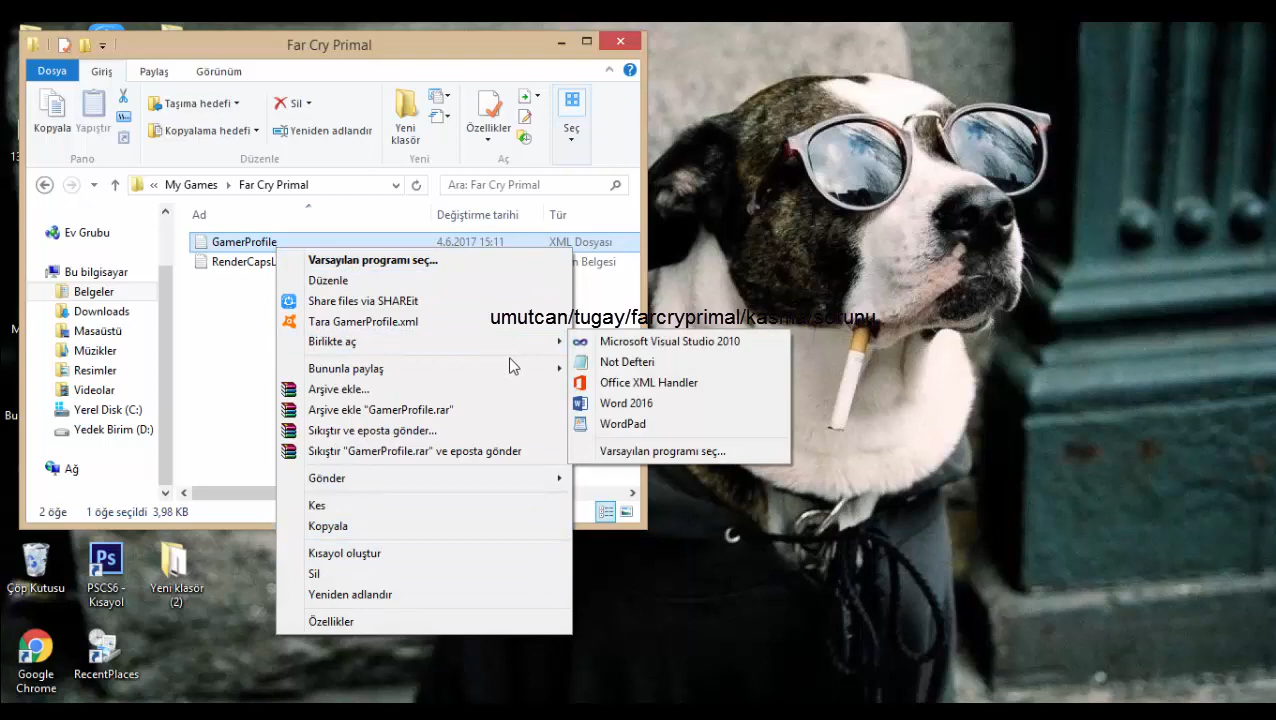 Far Cry Primal
Dosya Giriş Paylaş Görünüm
Kopyala Yapıştır
Taşıma hedefi
Kopyalama hedefi
Sil
Yeniden adlandır
Yeni
klasör
Özellikler
Seç
Pano Düzenle Yeni Aç
« My Games Far Cry Primal
Ara: Far Cry Primal
Ad Değiştirme tarihi Tür
Ev Grubu
Bu bilgisayar
Belgeler
Downloads
Masaüstü
Müzikler
Resimler
Videolar
Yerel Disk (C:)
Yedek Birim (D:)
Ağ
GamerProfile 4.6.2017 15:11 XML Dosyası
RenderCapsL
Belgesi
2 öğe 1 öğe seçildi 3,98 KB
Varsayılan programı seç...
Düzenle
Share files via SHAREit
Tara GamerProfile.xml
Birlikte aç
Bununla paylaş
Arşive ekle...
Arşive ekle "GamerProfile.rar"
Sıkıştır ve eposta gönder...
Sıkıştır "GamerProfile.rar" ve eposta gönder
Gönder
Kes
Kopyala
Kısayol oluştur
Sil
Yeniden adlandır
Özellikler
umutcan/tugay/farcryprimal/kasma/sorunu
Microsoft Visual Studio 2010
Not Defteri
Office XML Handler
Word 2016
WordPad
Varsayılan programı seç...
Çöp Kutusu
PSCS6 -
Kısayol
Yeni klasör
(2)
Google
Chrome
RecentPlaces